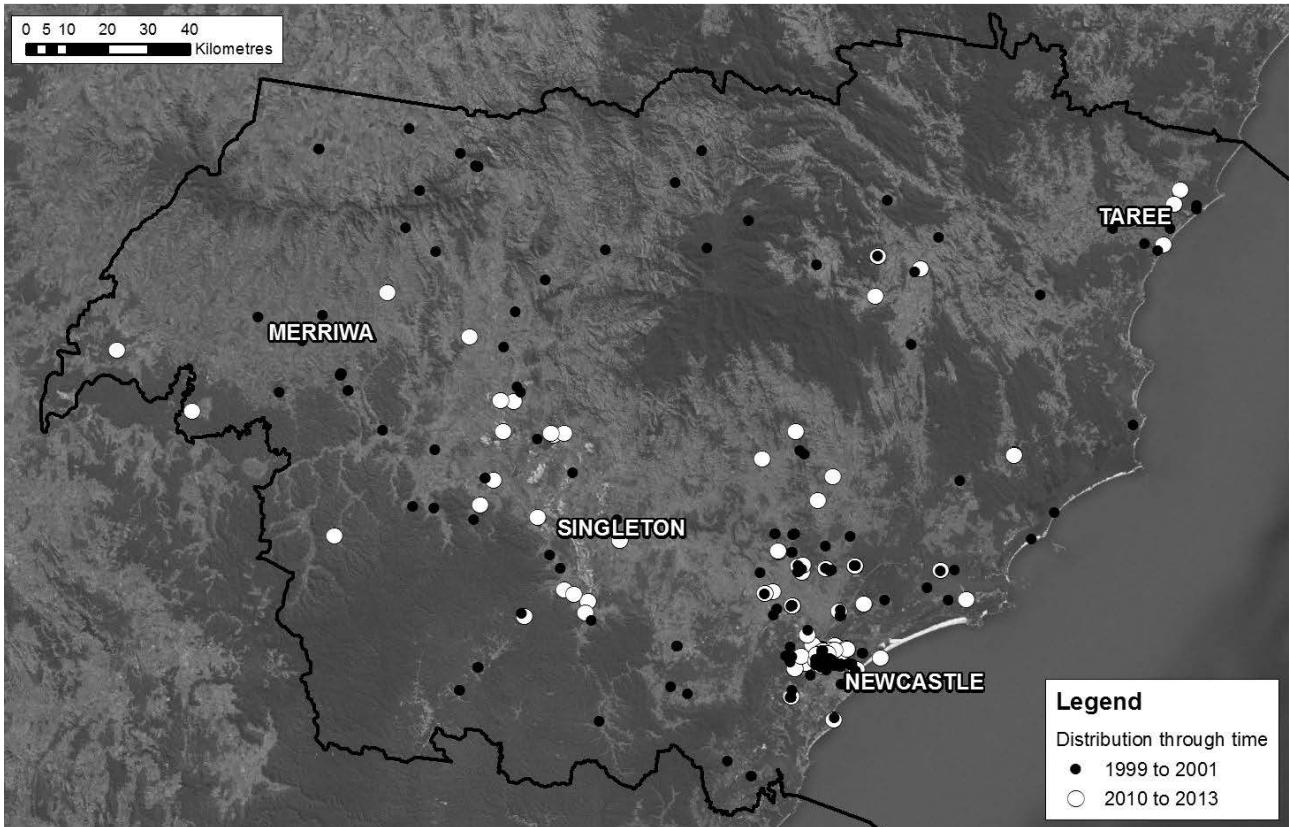 0 5 10 20 30 40
Kilometres
TAREE
MERRIWA
SINGLETON
NEWCASTLE
Legend
Distribution through time
1999 to 2001
2010 to 2013